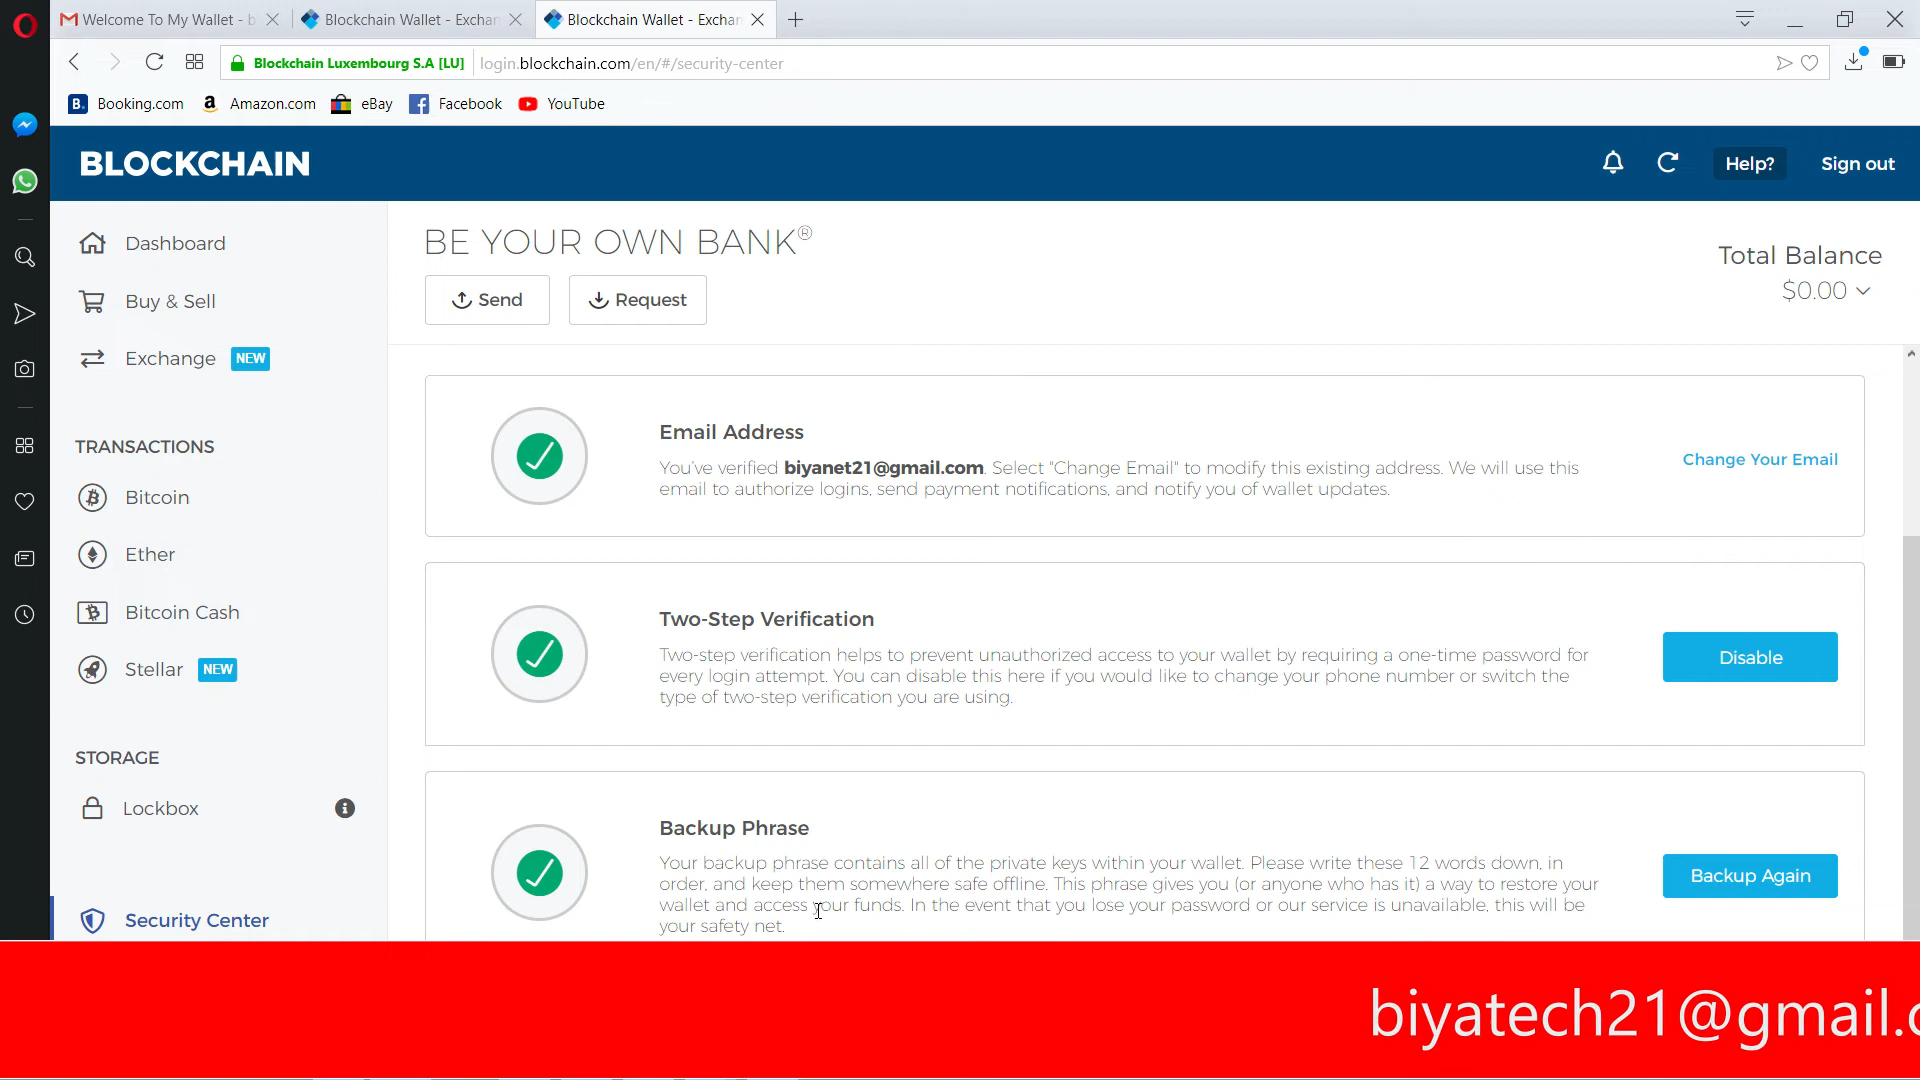 Welcome To My Wallet - b
Blockchain Wallet - Exchan
Blockchain Wallet - Exchan
Blockchain Luxembourg S.A [LU]
login.blockchain.com/en/#/security-center
Booking.com
Amazon.com
eBay
Facebook
YouTube
BLOCKCHAIN
Help?
Sign out
Dashboard
Buy & Sell
Exchange NEW
TRANSACTIONS
Bitcoin
Ether
Bitcoin Cash
Stellar NEW
STORAGE
Lockbox
Security Center
BE YOUR OWN BANK®
Send
Request
Total Balance
$0.00
Email Address
You've verified biyanet21@gmail.com. Select "Change Email" to modify this existing address. We will use this
email to authorize logins, send payment notifications, and notify you of wallet updates.
Change Your Email
Two-Step Verification
Two-step verification helps to prevent unauthorized access to your wallet by requiring a one-time password for
every login attempt. You can disable this here if you would like to change your phone number or switch the
type of two-step verification you are using.
Disable
Backup Phrase
Your backup phrase contains all of the private keys within your wallet. Please write these 12 words down, in
order, and keep them somewhere safe offline. This phrase gives you (or anyone who has it) a way to restore your
wallet and access your funds. In the event that you lose your password or our service is unavailable, this will be
your safety net.
Backup Again
biyatech21@gmail.c